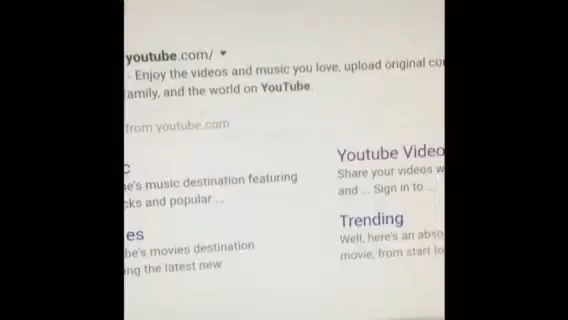 youtube.com/
- Enjoy the videos and music you love, upload original
amily, and the world on YouTube.
from youtube.com
c
be's music destination featuring
cks and popular ...
es
be's movies destination
ng the latest new
Youtube Video
Share your videos w
and ... Sign in to ...
Trending
Well, here's an abso
movie, from start to